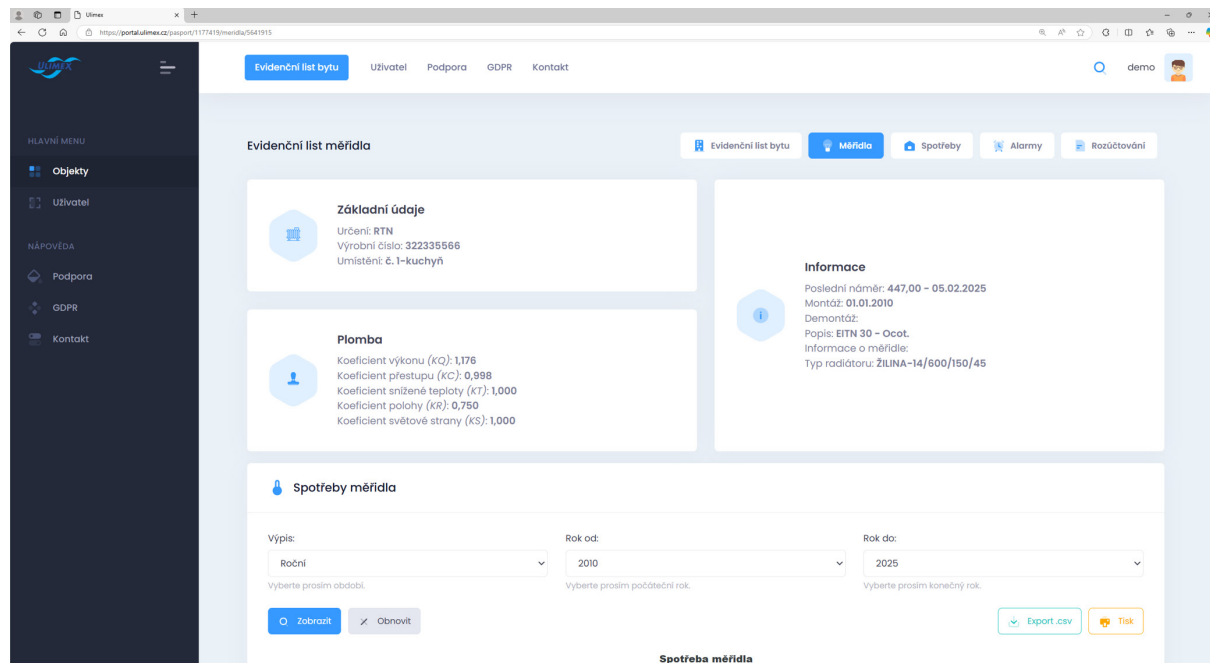 Ulimex
https://portal.ulimex.cz/pasport/1177419/meridla/5641915
ULIMEX
Evidenční list bytu
Uživatel
Podpora
GDPR
Kontakt
demo
HLAVNÍ MENU
Objekty
Uživatel
NÁPOVĚDA
Podpora
GDPR
Kontakt
Evidenční list měřidla
Evidenční list bytu
Měřidla
Spotřeby
Alarmy
Rozúčtování
Základní údaje
Určení: RTN
Výrobní číslo: 322335566
Umístění: č. 1-kuchyň
Plomba
Koeficient výkonu (KQ): 1,176
Koeficient přestupu (KC): 0,998
Koeficient snížené teploty (KT): 1,000
Koeficient polohy (KR): 0,750
Koeficient světové strany (KS): 1,000
Informace
Poslední náměr: 447,00 - 05.02.2025
Montáž: 01.01.2010
Demontáž:
Popis: EITN 30 - Ocot.
Informace o měřidle:
Typ radiátoru: ŽILINA-14/600/150/45
Spotřeby měřidla
Výpis:
Rok od:
Rok do:
Roční
2010
2025
Vyberte prosím období.
Vyberte prosím počáteční rok.
Vyberte prosím konečný rok.
Zobrazit
Obnovit
Export .csv
Tisk
Spotřeba měřidla